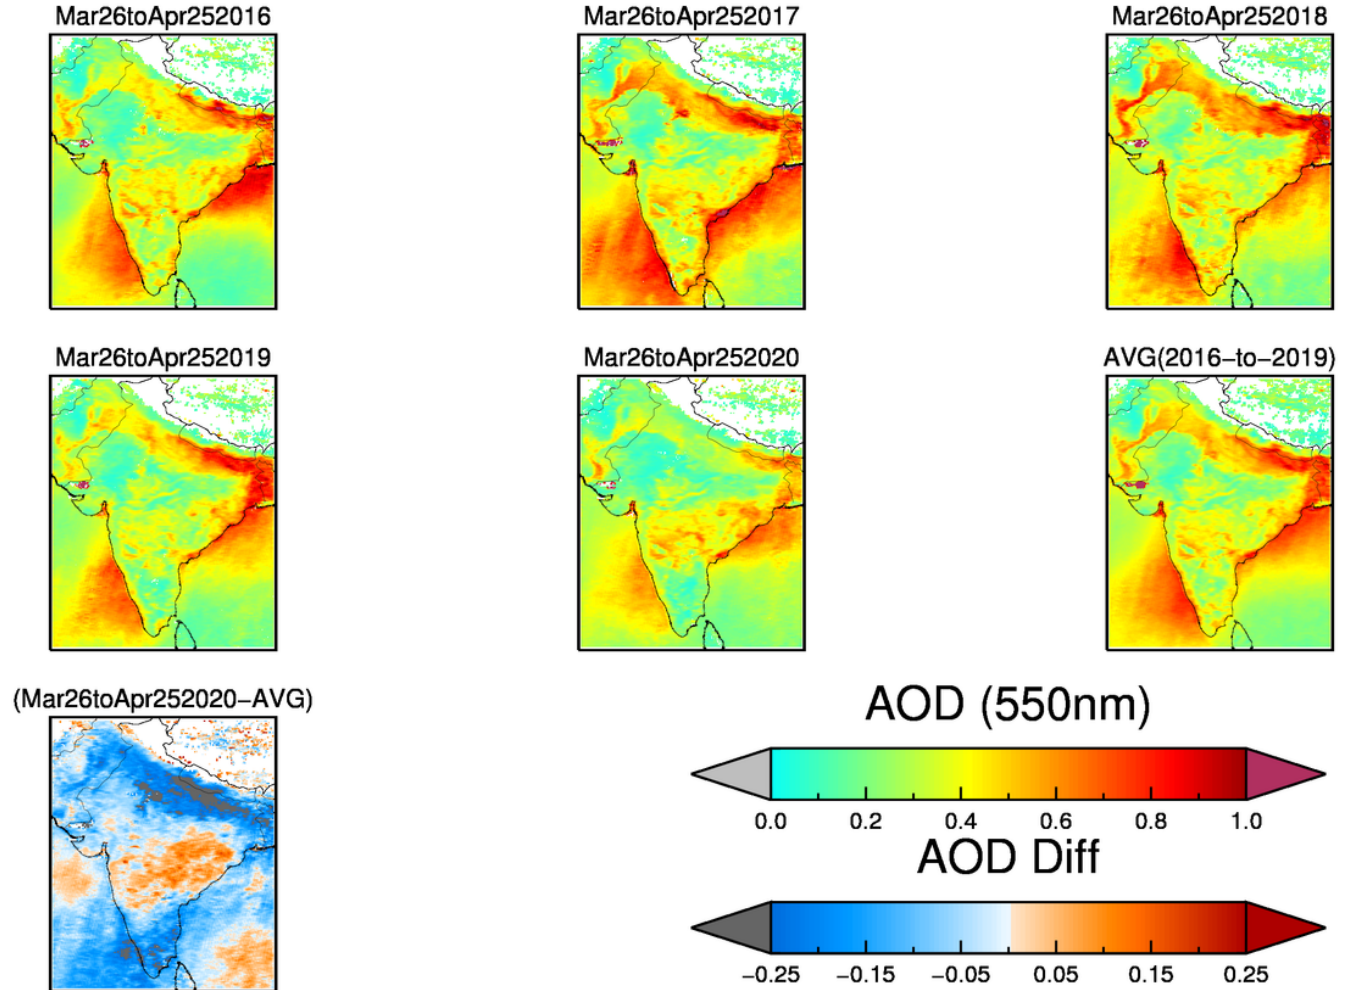 Mar26toApr252016
Mar26toApr252017
Mar26toApr252018
Mar26toApr252019
Mar26toApr252020
AVG(2016−to−2019)
(Mar26toApr252020−AVG)
AOD (550nm)
0.0 0.2 0.4 0.6 0.8 1.0
AOD Diff
−0.25 −0.15 −0.05 0.05 0.15 0.25